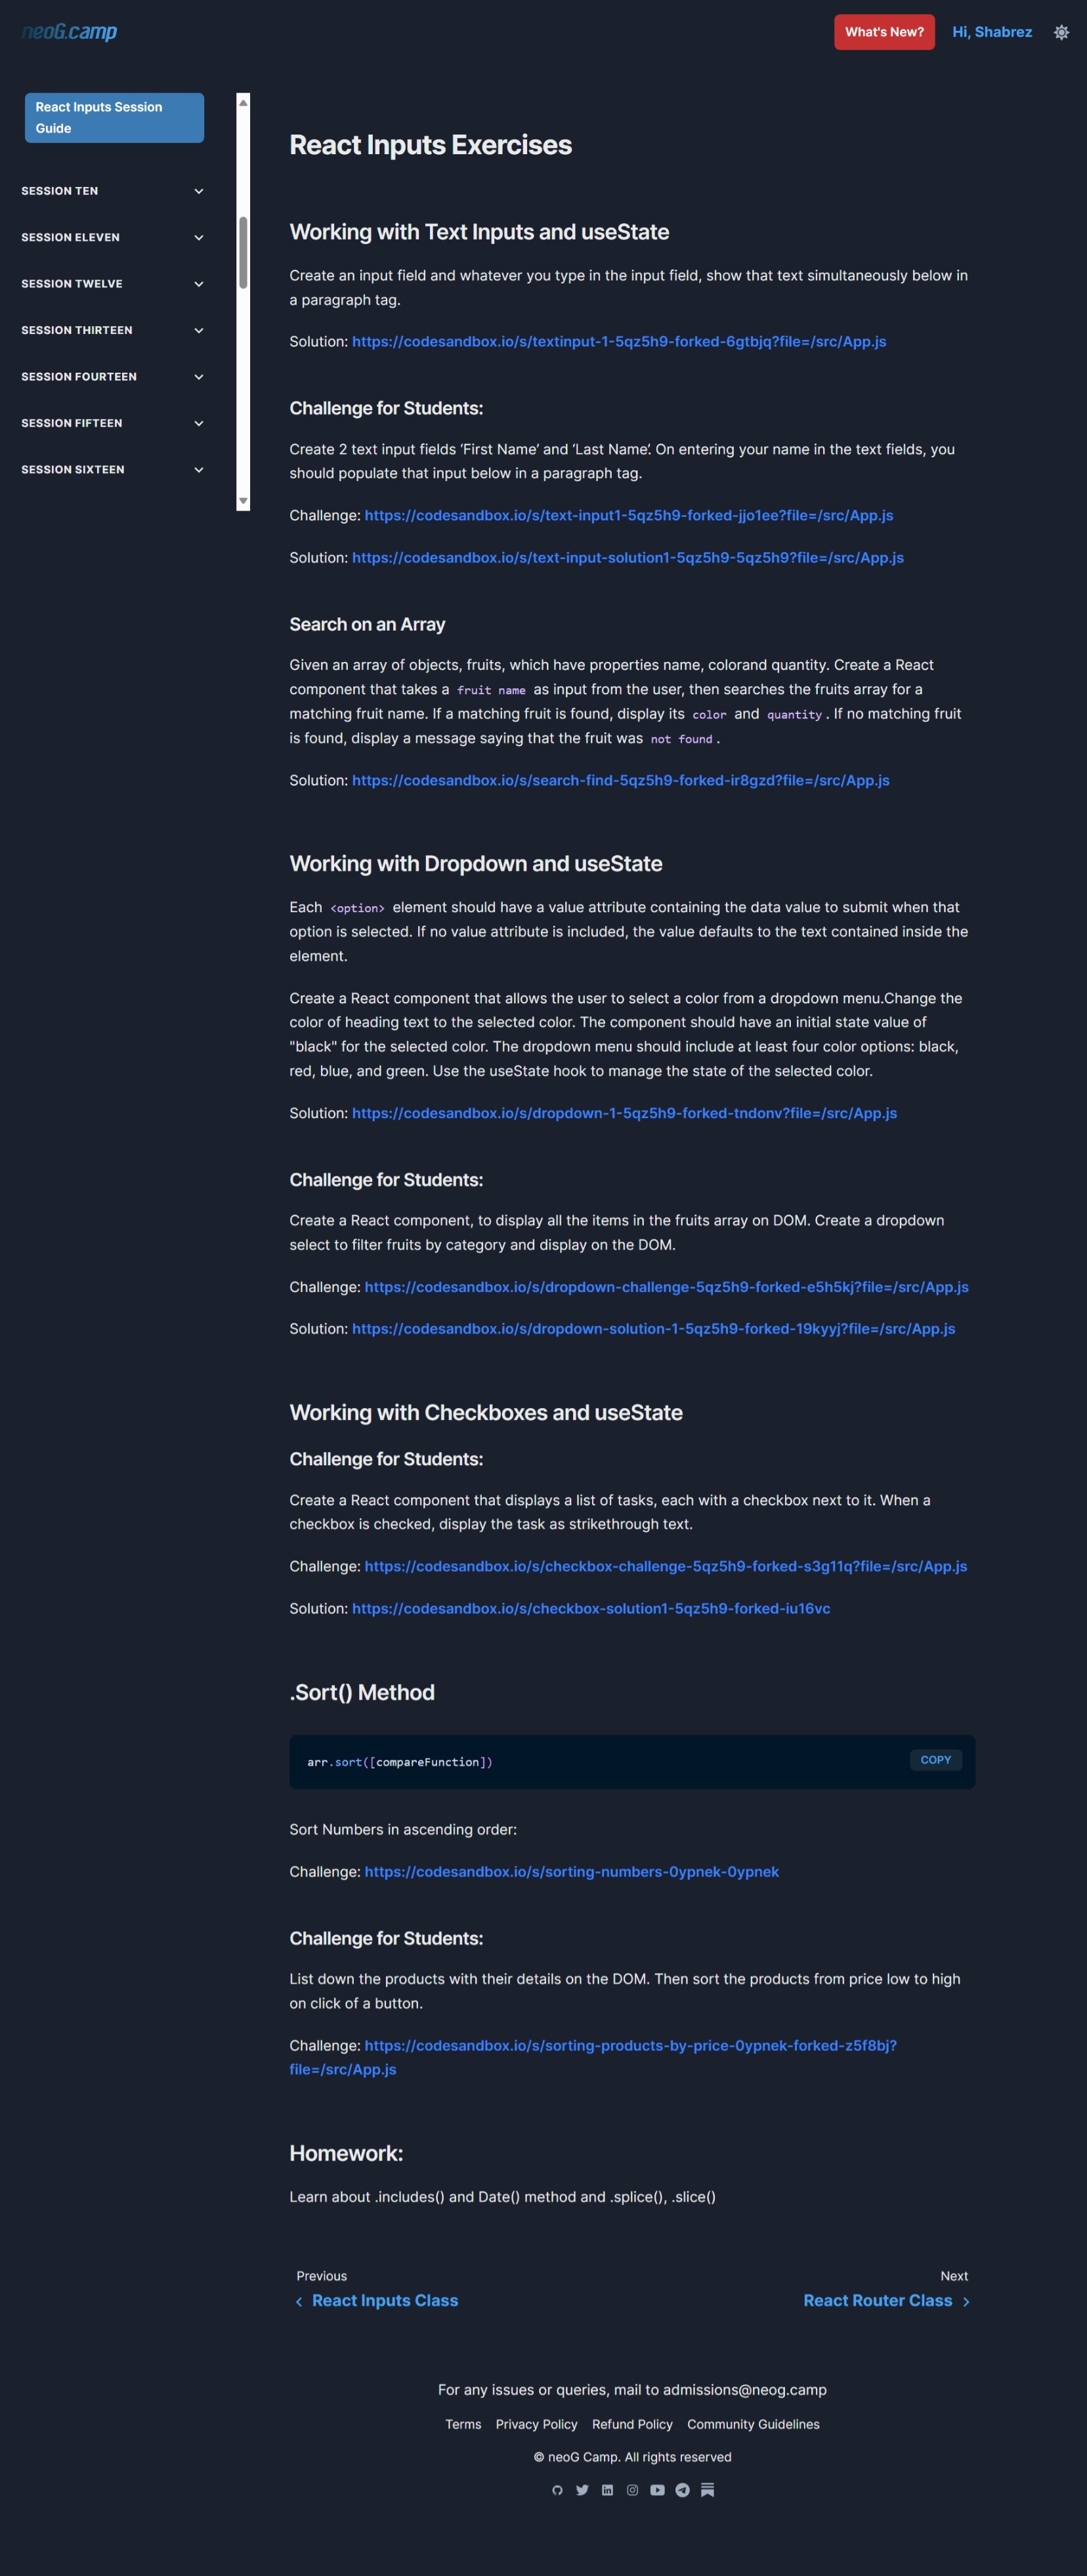 neoG.camp
What's New?
Hi, Shabrez
React Inputs Session
Guide
SESSION TEN
SESSION ELEVEN
SESSION TWELVE
SESSION THIRTEEN
SESSION FOURTEEN
SESSION FIFTEEN
SESSION SIXTEEN
React Inputs Exercises
Working with Text Inputs and useState
Create an input field and whatever you type in the input field, show that text simultaneously below in
a paragraph tag.
Solution: https://codesandbox.io/s/textinput-1-5qz5h9-forked-6gtbjq?file=/src/App.js
Challenge for Students:
Create 2 text input fields ‘First Name’ and ‘Last Name’. On entering your name in the text fields, you
should populate that input below in a paragraph tag.
Challenge: https://codesandbox.io/s/text-input1-5qz5h9-forked-jjo1ee?file=/src/App.js
Solution: https://codesandbox.io/s/text-input-solution1-5qz5h9-5qz5h9?file=/src/App.js
Search on an Array
Given an array of objects, fruits, which have properties name, colorand quantity. Create a React
component that takes a fruit name as input from the user, then searches the fruits array for a
matching fruit name. If a matching fruit is found, display its color and quantity. If no matching fruit
is found, display a message saying that the fruit was not found.
Solution: https://codesandbox.io/s/search-find-5qz5h9-forked-ir8gzd?file=/src/App.js
Working with Dropdown and useState
Each <option> element should have a value attribute containing the data value to submit when that
option is selected. If no value attribute is included, the value defaults to the text contained inside the
element.
Create a React component that allows the user to select a color from a dropdown menu.Change the
color of heading text to the selected color. The component should have an initial state value of
"black" for the selected color. The dropdown menu should include at least four color options: black,
red, blue, and green. Use the useState hook to manage the state of the selected color.
Solution: https://codesandbox.io/s/dropdown-1-5qz5h9-forked-tndonv?file=/src/App.js
Challenge for Students:
Create a React component, to display all the items in the fruits array on DOM. Create a dropdown
select to filter fruits by category and display on the DOM.
Challenge: https://codesandbox.io/s/dropdown-challenge-5qz5h9-forked-e5h5kj?file=/src/App.js
Solution: https://codesandbox.io/s/dropdown-solution-1-5qz5h9-forked-19kyyj?file=/src/App.js
Working with Checkboxes and useState
Challenge for Students:
Create a React component that displays a list of tasks, each with a checkbox next to it. When a
checkbox is checked, display the task as strikethrough text.
Challenge: https://codesandbox.io/s/checkbox-challenge-5qz5h9-forked-s3g11q?file=/src/App.js
Solution: https://codesandbox.io/s/checkbox-solution1-5qz5h9-forked-iu16vc
.Sort() Method
arr.sort([compareFunction])
COPY
Sort Numbers in ascending order:
Challenge: https://codesandbox.io/s/sorting-numbers-0ypnek-0ypnek
Challenge for Students:
List down the products with their details on the DOM. Then sort the products from price low to high
on click of a button.
Challenge: https://codesandbox.io/s/sorting-products-by-price-0ypnek-forked-z5f8bj?
file=/src/App.js
Homework:
Learn about .includes() and Date() method and .splice(), .slice()
Previous
React Inputs Class
Next
React Router Class
For any issues or queries, mail to admissions@neog.camp
Terms Privacy Policy Refund Policy Community Guidelines
© neoG Camp. All rights reserved